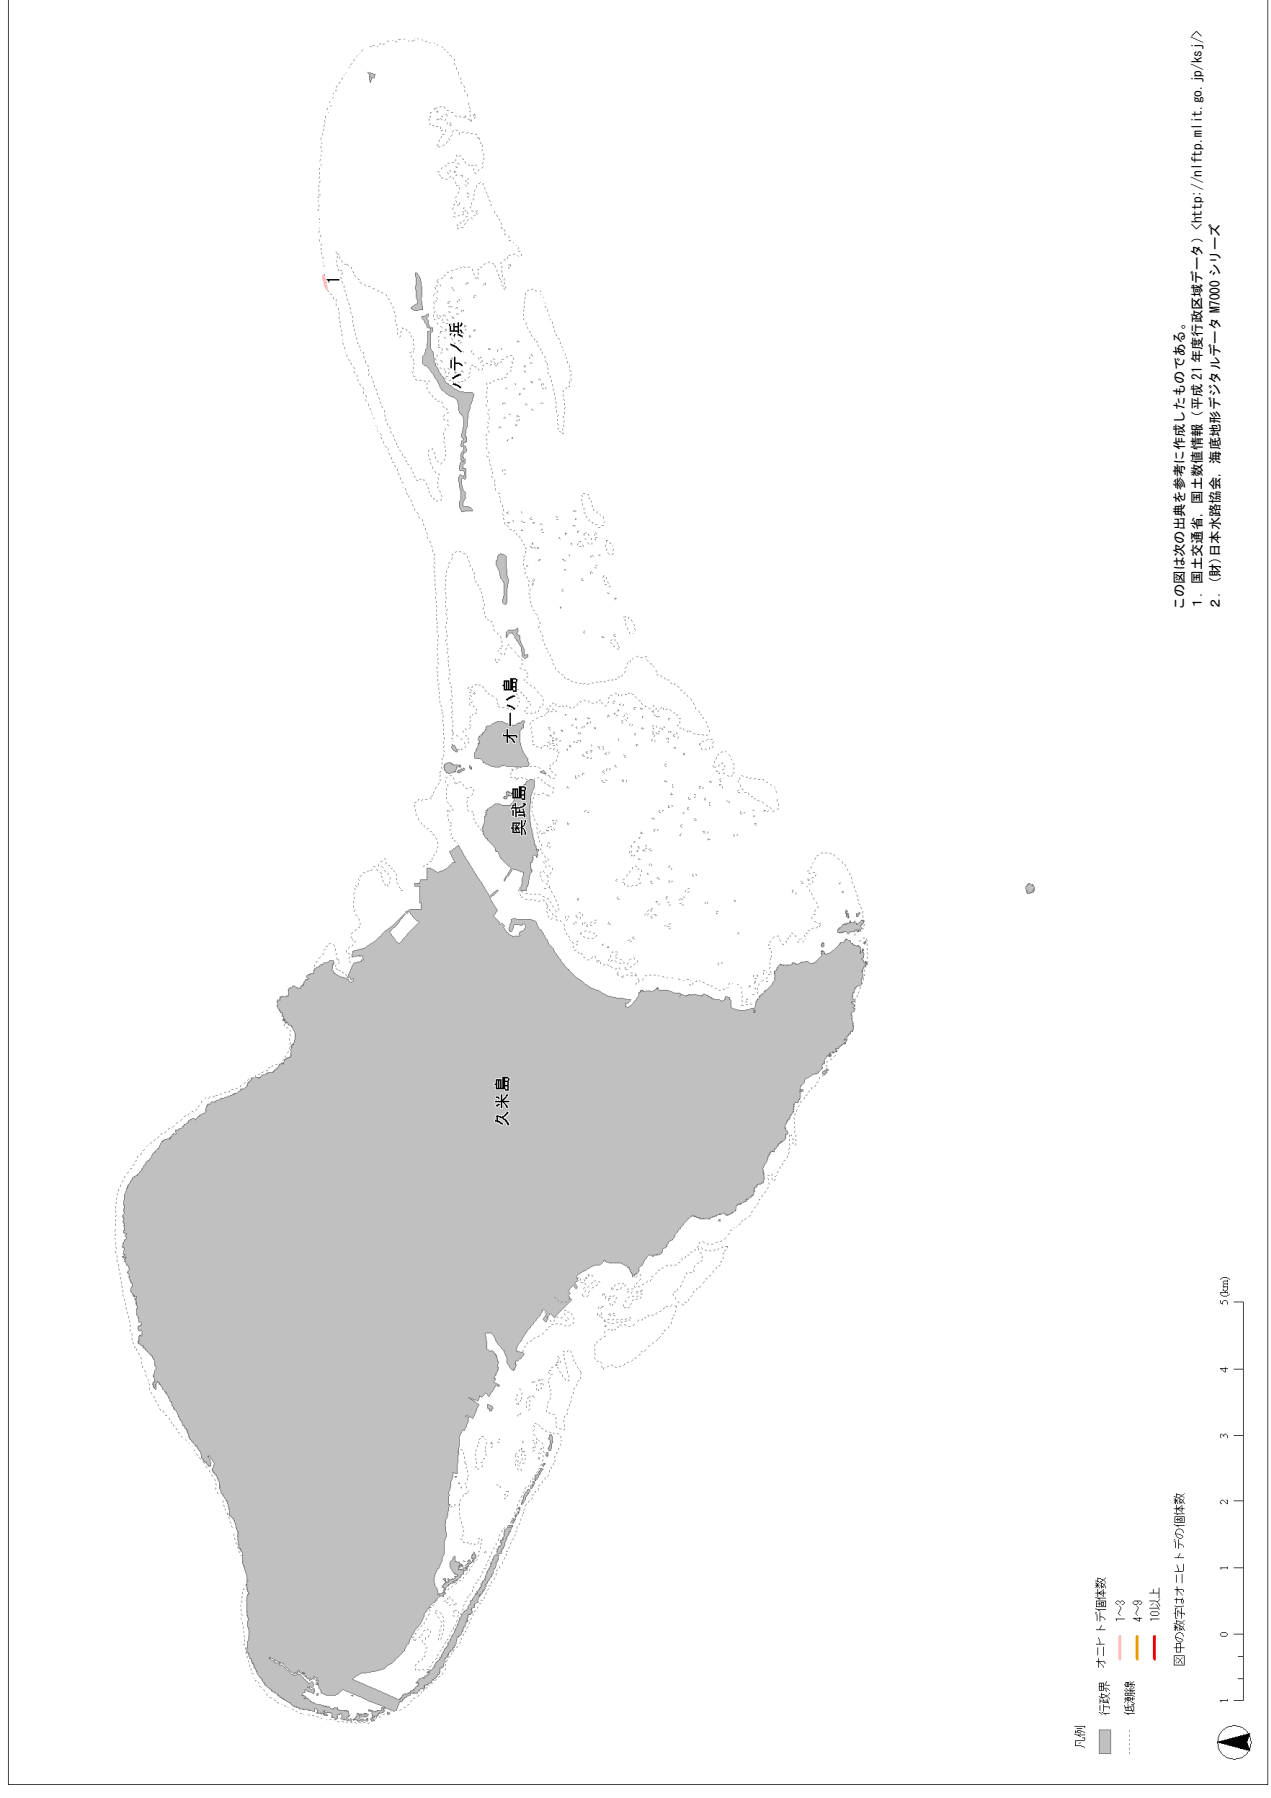 1
ハテノ浜
オーハ島
奥武島
久米島
凡例
行政界
低潮線
オニヒトデ個体数
1～3
4～9
10以上
図中の数字はオニヒトデの個体数
1 0 1 2 3 4 5(km)
この図は次の出典を参考に作成したものである。
1. 国土交通省, 国土数値情報（平成21年度行政区域データ）<http://nlftp.mlit.go.jp/ksj/>
2. (財)日本水路協会, 海底地形デジタルデータ M7000 シリーズ